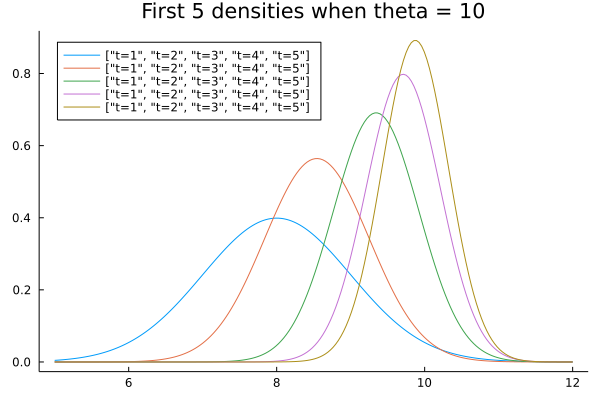 First 5 densities when theta = 10
["t=1", "t=2", "t=3", "t=4", "t=5"]
["t=1", "t=2", "t=3", "t=4", "t=5"]
["t=1", "t=2", "t=3", "t=4", "t=5"]
["t=1", "t=2", "t=3", "t=4", "t=5"]
["t=1", "t=2", "t=3", "t=4", "t=5"]
0.8
0.6
0.4
0.2
0.0
6 8 10 12